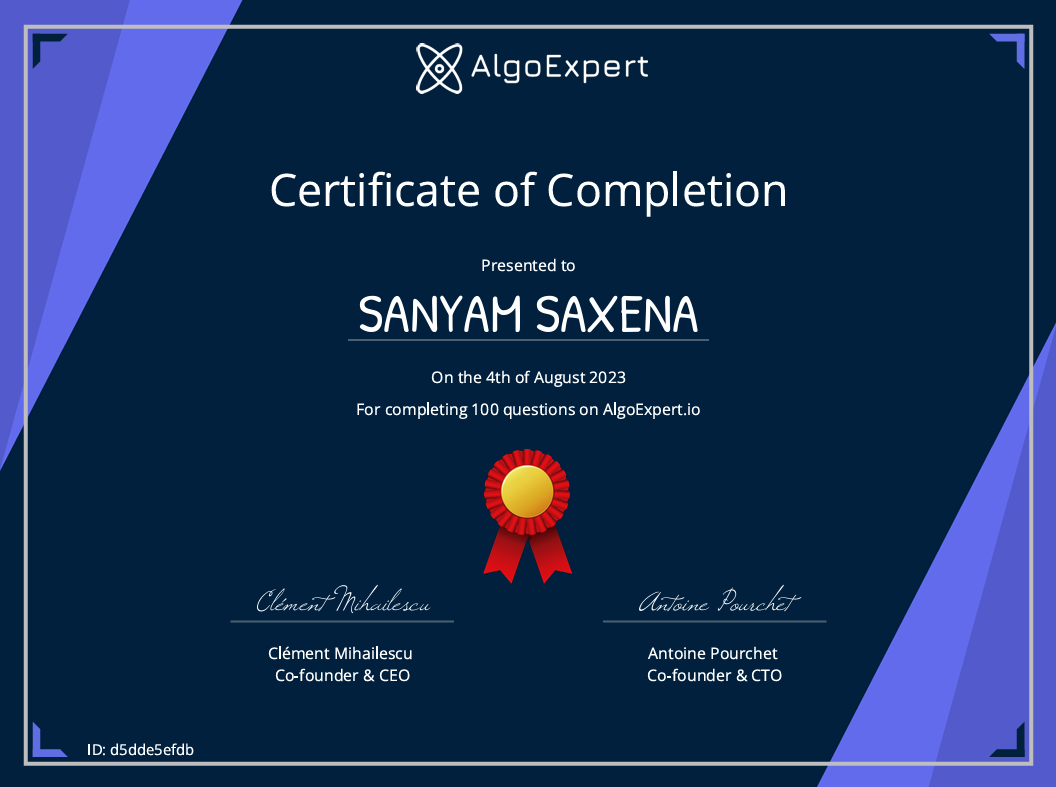 AlgoExpert
Certificate of Completion
Presented to
SANYAM SAXENA
On the 4th of August 2023
For completing 100 questions on AlgoExpert.io
Clément Mihailescu
Antoine Pourchet
Clément Mihailescu
Co-founder & CEO
Antoine Pourchet
Co-founder & CTO
ID: d5dde5efdb